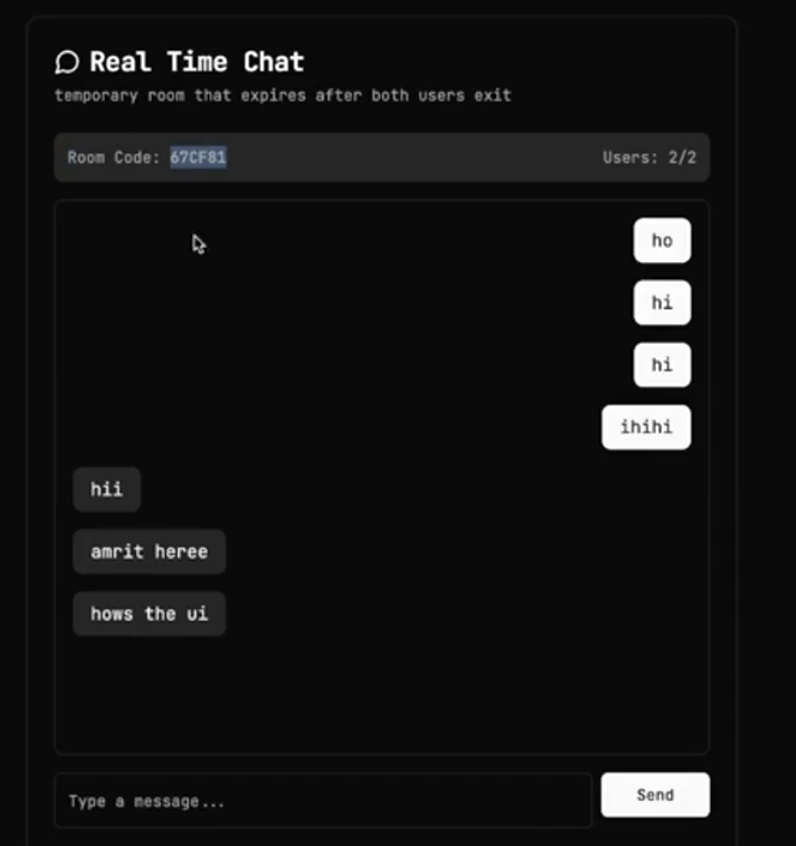 Real Time Chat
temporary room that expires after both users exit
Room Code: 67CF81 Users: 2/2
ho
hi
hi
ihihi
hii
amrit heree
hows the ui
Type a message...
Send